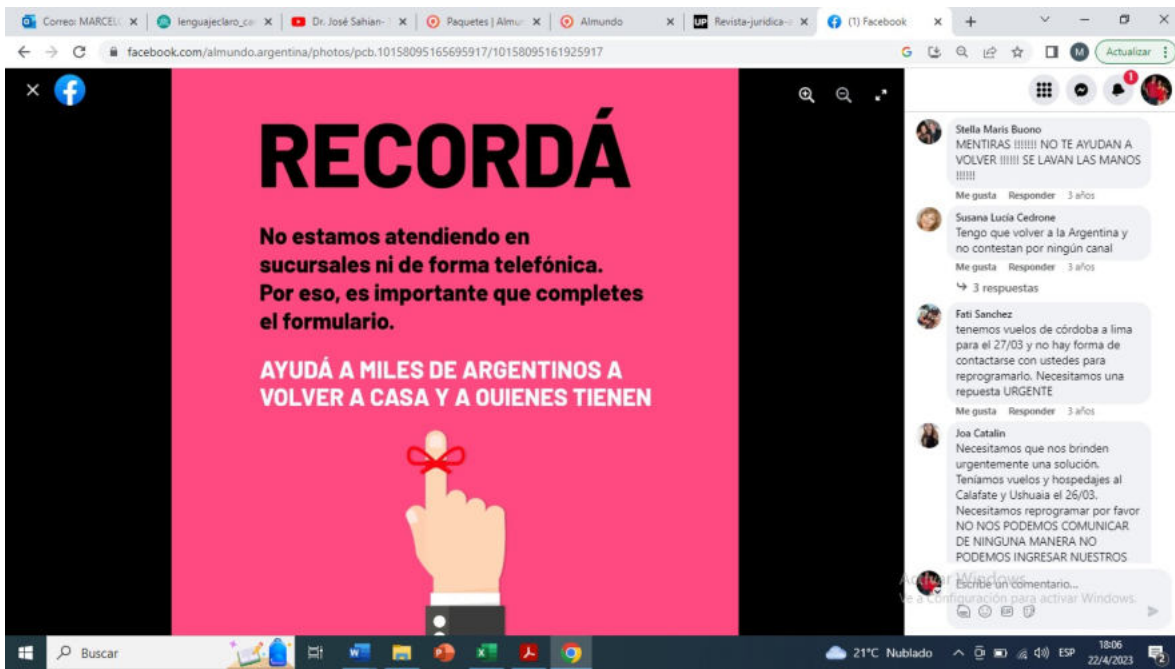 Correo: MARCEL
lenguajeclaro_ca
Dr. José Sahian-
Paquetes | Almu
Almundo
UP Revista-juridica-
(1) Facebook
facebook.com/almundo.argentina/photos/pcb.10158095165695917/10158095161925917
G
M
Actualizar
1
RECORDÁ
No estamos atendiendo en
sucursales ni de forma telefónica.
Por eso, es importante que completes
el formulario.
AYUDÁ A MILES DE ARGENTINOS A
VOLVER A CASA Y A QUIENES TIENEN
Stella Maris Buono
MENTIRAS !!!!!!! NO TE AYUDAN A
VOLVER !!!!!! SE LAVAN LAS MANOS
!!!!!!
Me gusta Responder 3 años
Susana Lucía Cedrone
Tengo que volver a la Argentina y
no contestan por ningún canal
Me gusta Responder 3 años
3 respuestas
Fati Sanchez
tenemos vuelos de córdoba a lima
para el 27/03 y no hay forma de
contactarse con ustedes para
reprogramarlo. Necesitamos una
repuesta URGENTE
Me gusta Responder 3 años
Joa Catalin
Necesitamos que nos brinden
urgentemente una solución.
Teníamos vuelos y hospedajes al
Calafate y Ushuaia el 26/03.
Necesitamos reprogramar por favor
NO NOS PODEMOS COMUNICAR
DE NINGUNA MANERA NO
PODEMOS INGRESAR NUESTROS
Activar Windows
Escribe un comentario...
Ve a Configuración para activar Windows.
Buscar
21°C Nublado
ESP
18:06
22/4/2023